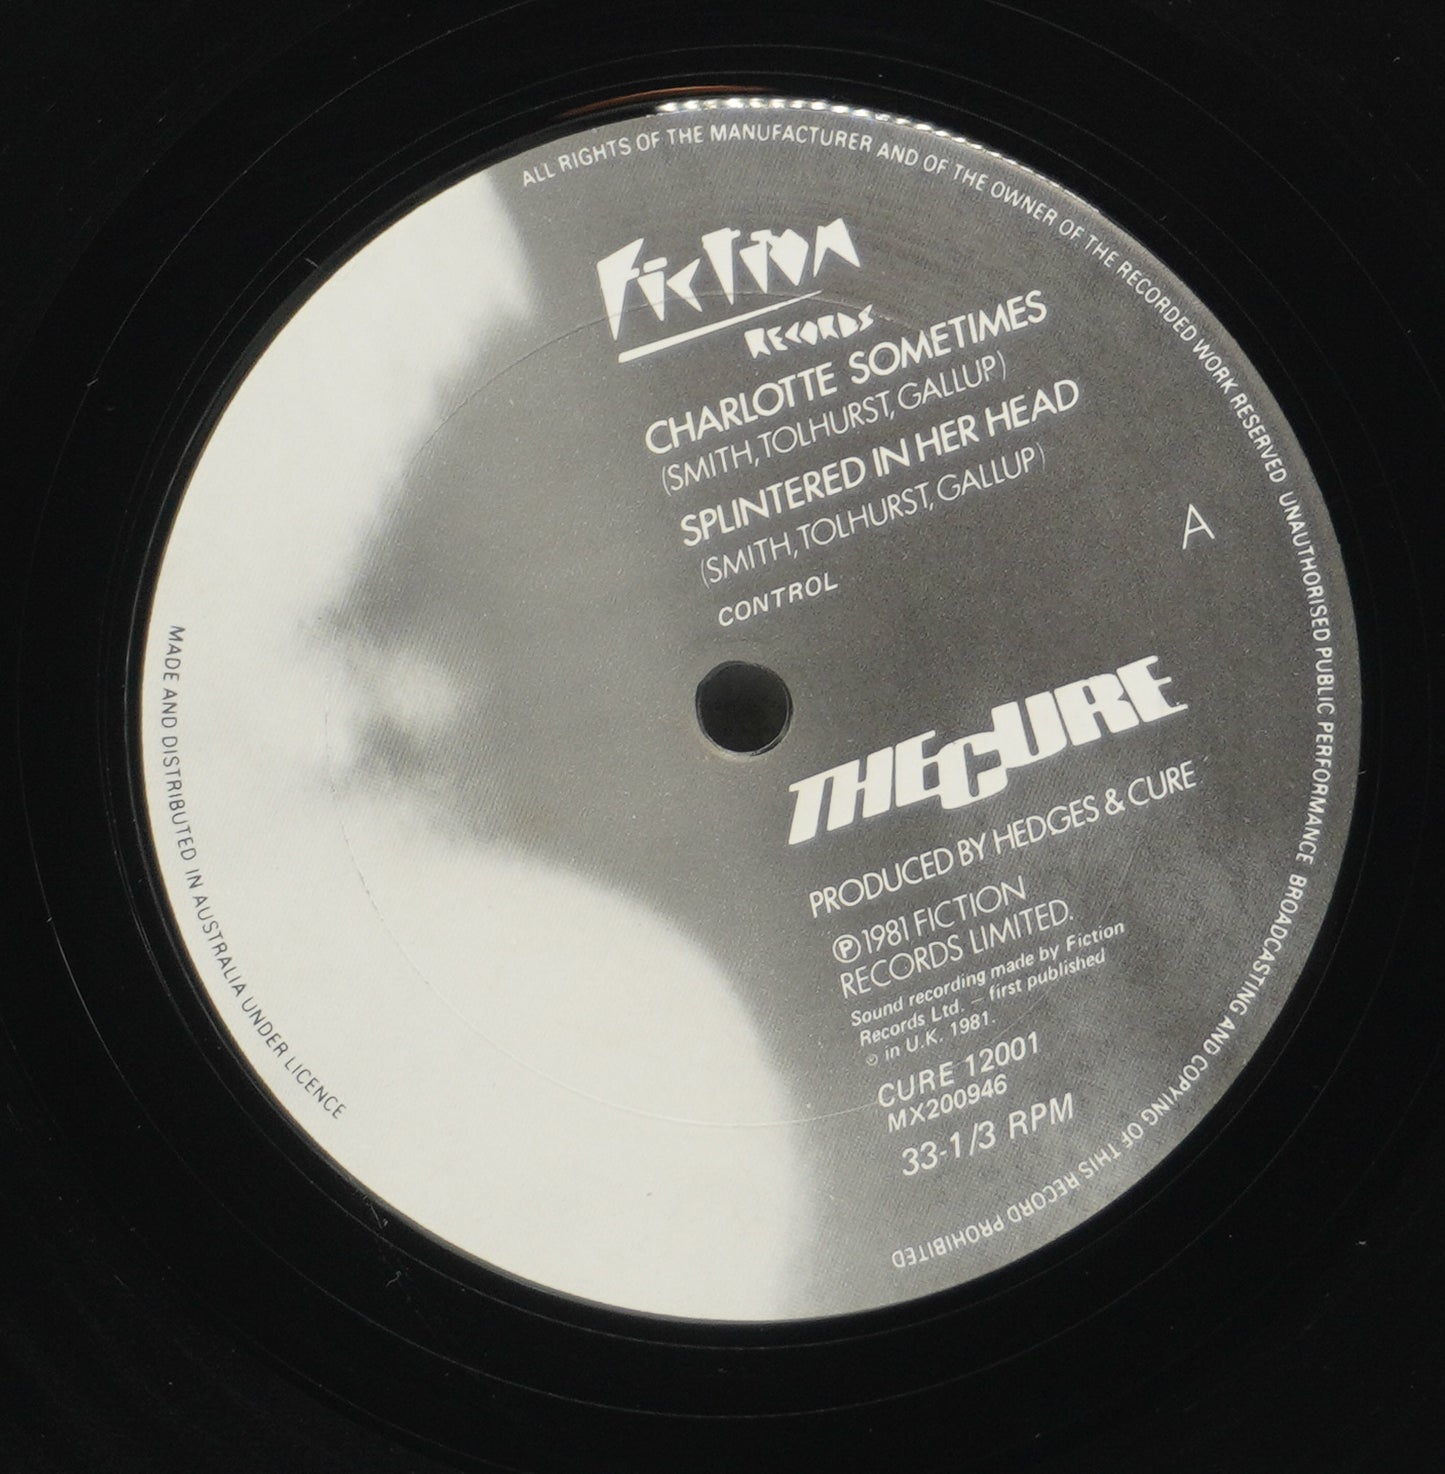 ALL RIGHTS OF THE MANUFACTURER AND OF THE OWNER OF THE RECORDED WORK RESERVED UNAUTHORISED PUBLIC PERFORMANCE BROADCASTING AND COPYING OF THIS RECORD PROHIBITED
FICTION
RECORDS
CHARLOTTE SOMETIMES
(SMITH, TOLHURST, GALLUP)
SPLINTERED IN HER HEAD
(SMITH, TOLHURST, GALLUP)
CONTROL
A
THE CURE
PRODUCED BY HEDGES & CURE
Ⓟ 1981 FICTION
RECORDS LIMITED.
Sound recording made by Fiction
Records Ltd. – first published
© in U.K. 1981.
CURE 12001
MX200946
33-1/3 RPM
MADE AND DISTRIBUTED IN AUSTRALIA UNDER LICENCE